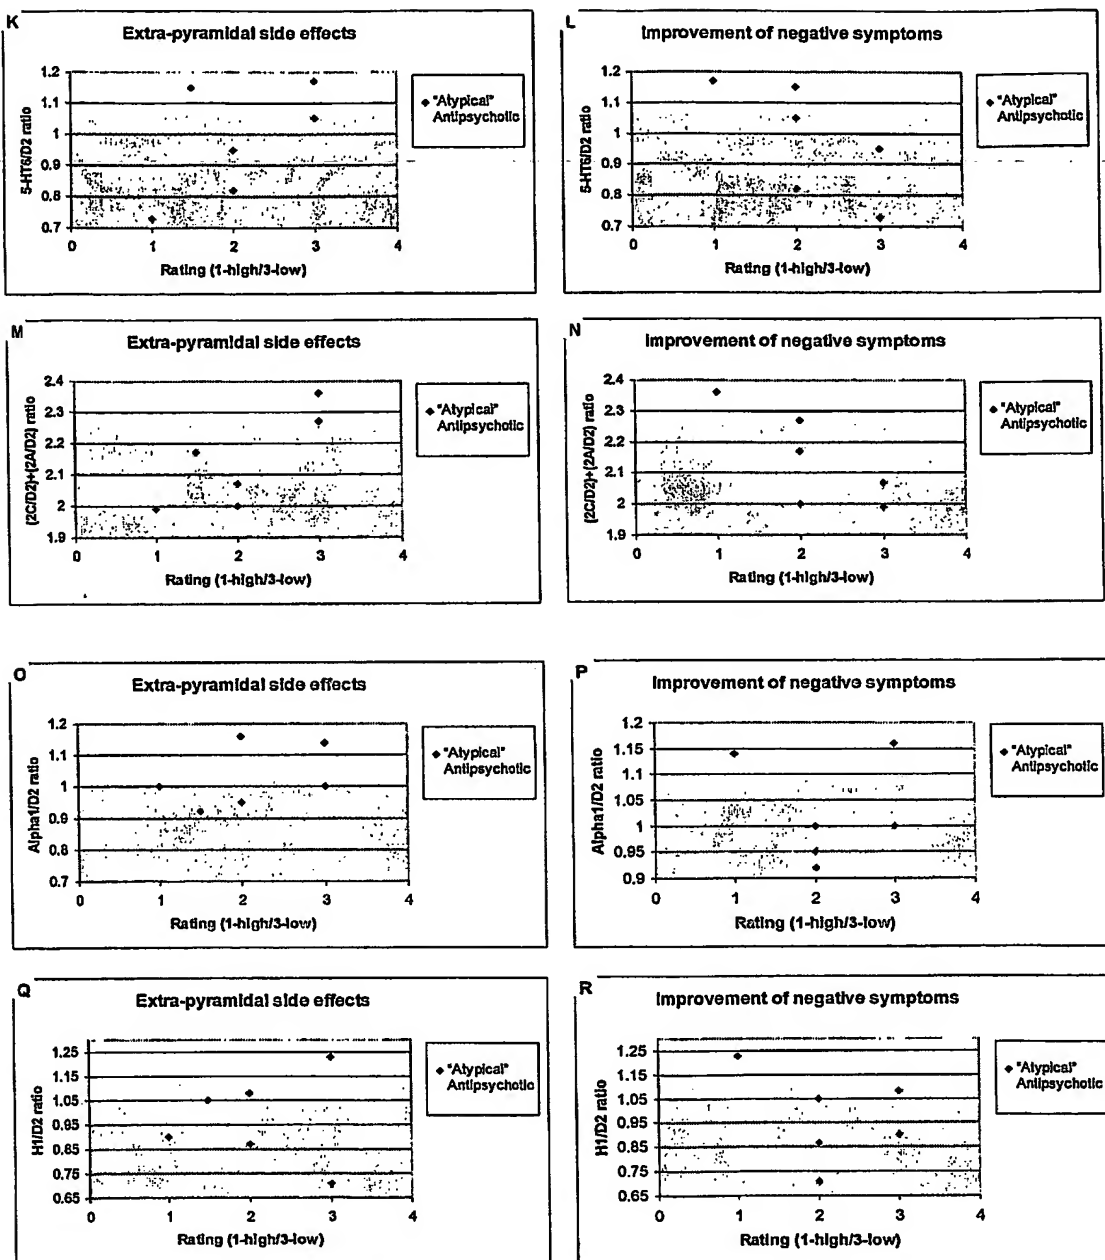 K
Extra-pyramidal side effects
5-HT6/D2 ratio
1.2
1.1
1
0.9
0.8
0.7
0 1 2 3 4
Rating (1-high/3-low)
"Atypical"
Antipsychotic
L
Improvement of negative symptoms
5-HT6/D2 ratio
1.2
1.1
1
0.9
0.8
0.7
0 1 2 3 4
Rating (1-high/3-low)
"Atypical"
Antipsychotic
M
Extra-pyramidal side effects
(2C/D2)+(2A/D2) ratio
2.4
2.3
2.2
2.1
2
1.9
0 1 2 3 4
Rating (1-high/3-low)
"Atypical"
Antipsychotic
N
Improvement of negative symptoms
(2C/D2)+(2A/D2) ratio
2.4
2.3
2.2
2.1
2
1.9
0 1 2 3 4
Rating (1-high/3-low)
"Atypical"
Antipsychotic
O
Extra-pyramidal side effects
Alpha1/D2 ratio
1.2
1.1
1
0.9
0.8
0.7
0 1 2 3 4
Rating (1-high/3-low)
"Atypical"
Antipsychotic
P
Improvement of negative symptoms
Alpha1/D2 ratio
1.2
1.15
1.1
1.05
1
0.95
0.9
0 1 2 3 4
Rating (1-high/3-low)
"Atypical"
Antipsychotic
Q
Extra-pyramidal side effects
H1/D2 ratio
1.25
1.15
1.05
0.95
0.85
0.75
0.65
0 1 2 3 4
Rating (1-high/3-low)
"Atypical"
Antipsychotic
R
Improvement of negative symptoms
H1/D2 ratio
1.25
1.15
1.05
0.95
0.85
0.75
0.65
0 1 2 3 4
Rating (1-high/3-low)
"Atypical"
Antipsychotic